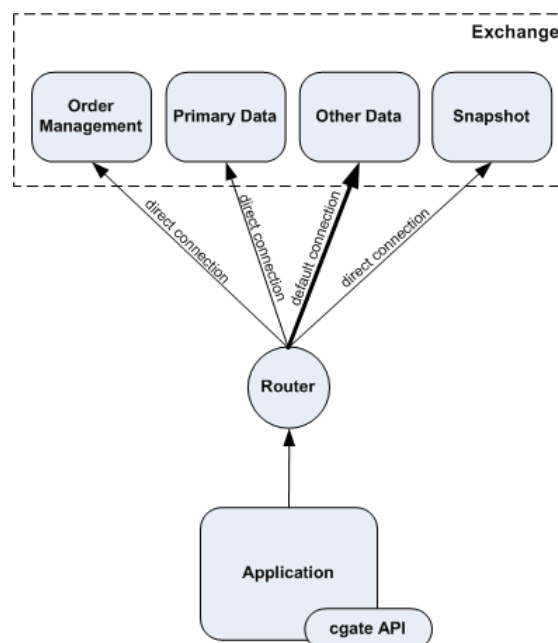 Exchange
Order
Management
Primary Data
Other Data
Snapshot
direct connection
direct connection
default connection
direct connection
Router
Application
cgate API